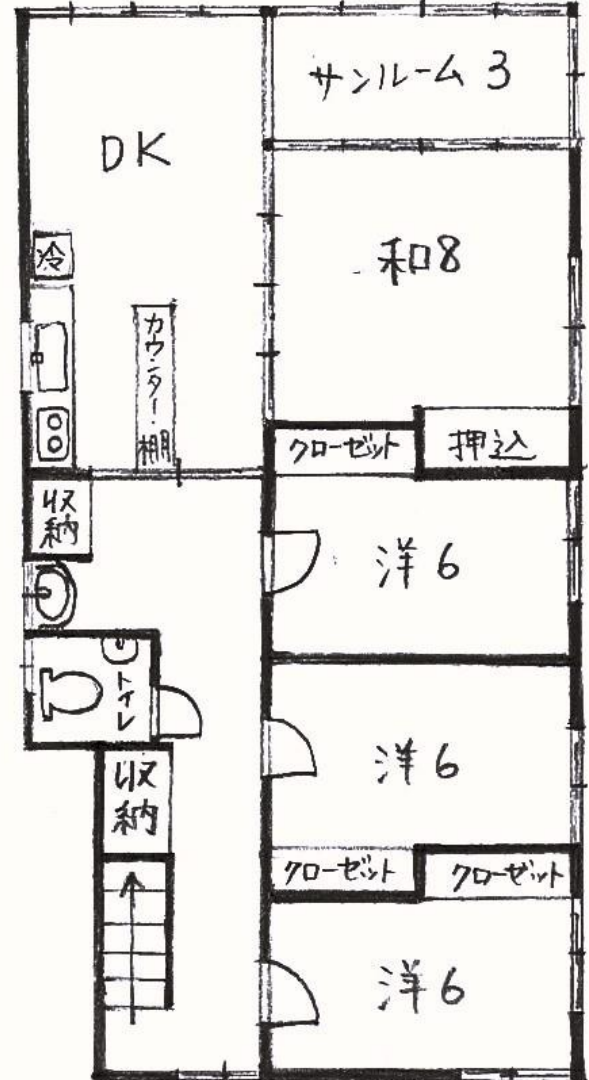 サンルーム 3
DK
和8
冷
カウンター・棚
クローゼット
押込
収納
洋6
トイレ
洋6
収納
クローゼット
クローゼット
洋6